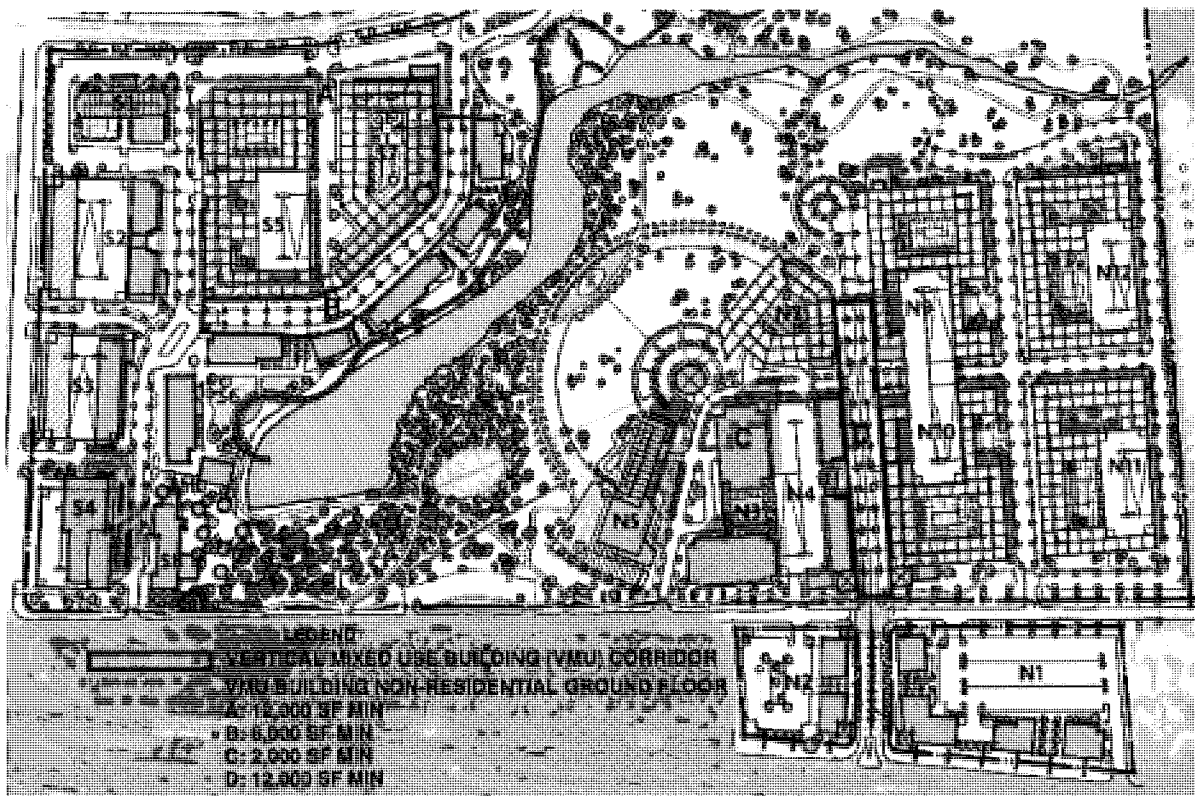 S1
S7
S5
S2
N12
N9
S3
N10
C
N11
N4
S4
N3
N5
LEGEND
VERTICAL MIXED USE BUILDING (VMU) CORRIDOR
VMU BUILDING NON-RESIDENTIAL GROUND FLOOR
A: 12,000 SF MIN
B: 6,000 SF MIN
C: 2,000 SF MIN
D: 12,000 SF MIN
N2
N1